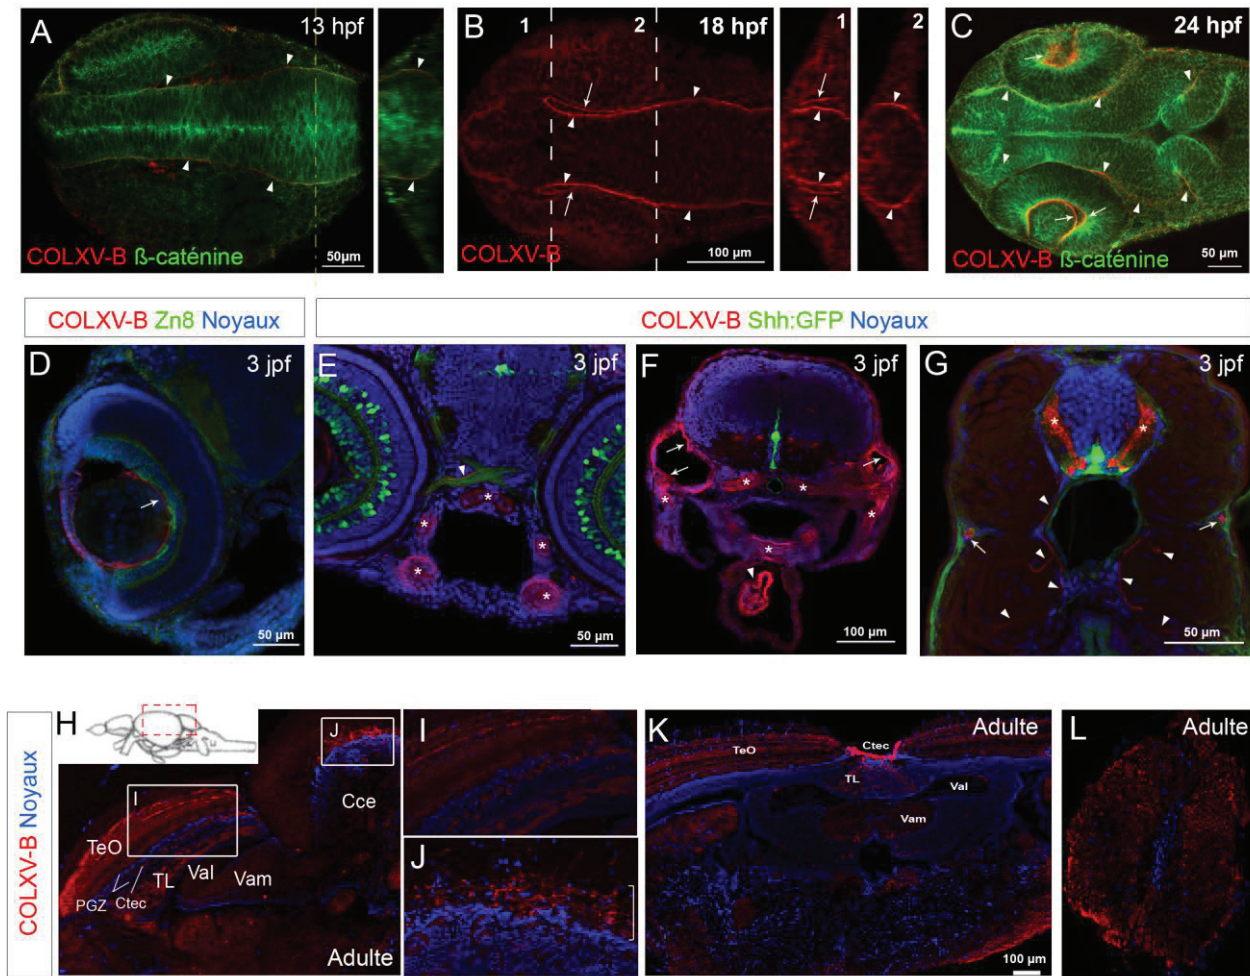 A 13 hpf
COLXV-B ß-caténine 50µm
B 1 2 18 hpf 1 2
COLXV-B 100 µm
C 24 hpf
COLXV-B ß-caténine 50 µm
COLXV-B Zn8 Noyaux
COLXV-B Shh:GFP Noyaux
D 3 jpf
50 µm
E 3 jpf
* * * * *
50 µm
F 3 jpf
* * * * *
100 µm
G 3 jpf
* *
50 µm
COLXV-B Noyaux
H
J
I
Cce
TeO
TL Val Vam
PGZ Ctec
Adulte
I
J
K Adulte
TeO Ctec
TL Val
Vam
100 µm
L Adulte